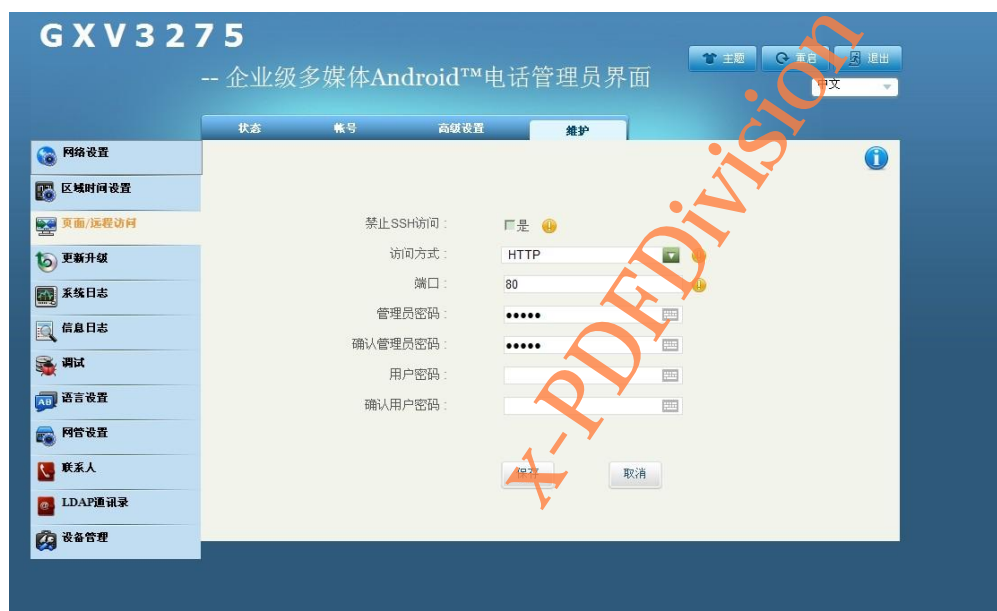 GXV3275
-- 企业级多媒体Android™电话管理员界面
主题 重启 退出
中文
状态 帐号 高级设置 维护
网络设置
区域时间设置
页面/远程访问
更新升级
系统日志
信息日志
调试
语言设置
网管设置
联系人
LDAP通讯录
设备管理
禁止SSH访问 : 是
访问方式 : HTTP
端口 : 80
管理员密码 : •••••
确认管理员密码 : •••••
用户密码 :
确认用户密码 :
保存 取消
x-PDFDivision